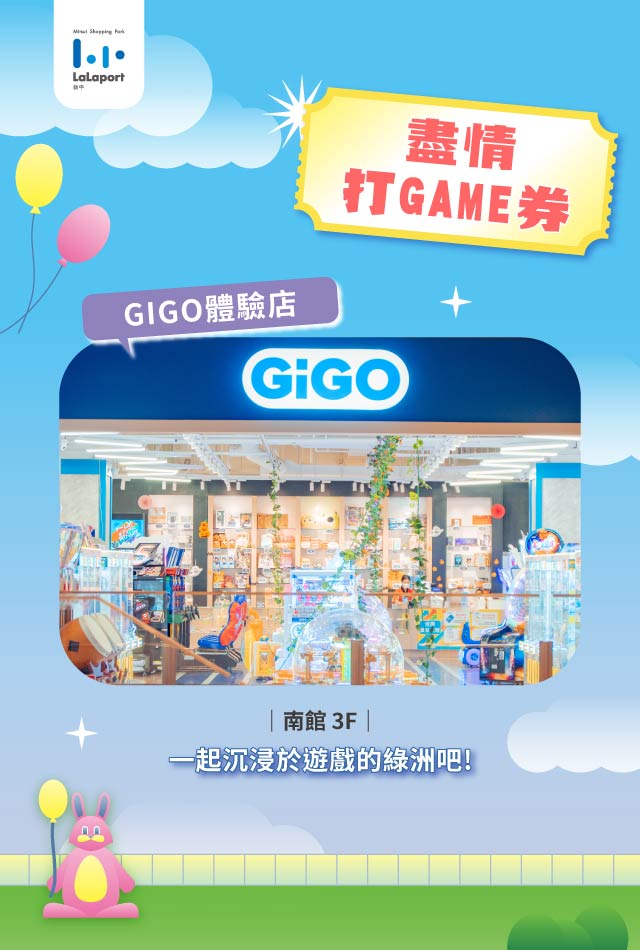 Mitsui Shopping Park
LaLaport
台中
盡情
打GAME券
GIGO體驗店
GiGO
｜南館 3F｜
一起沉浸於遊戲的綠洲吧!